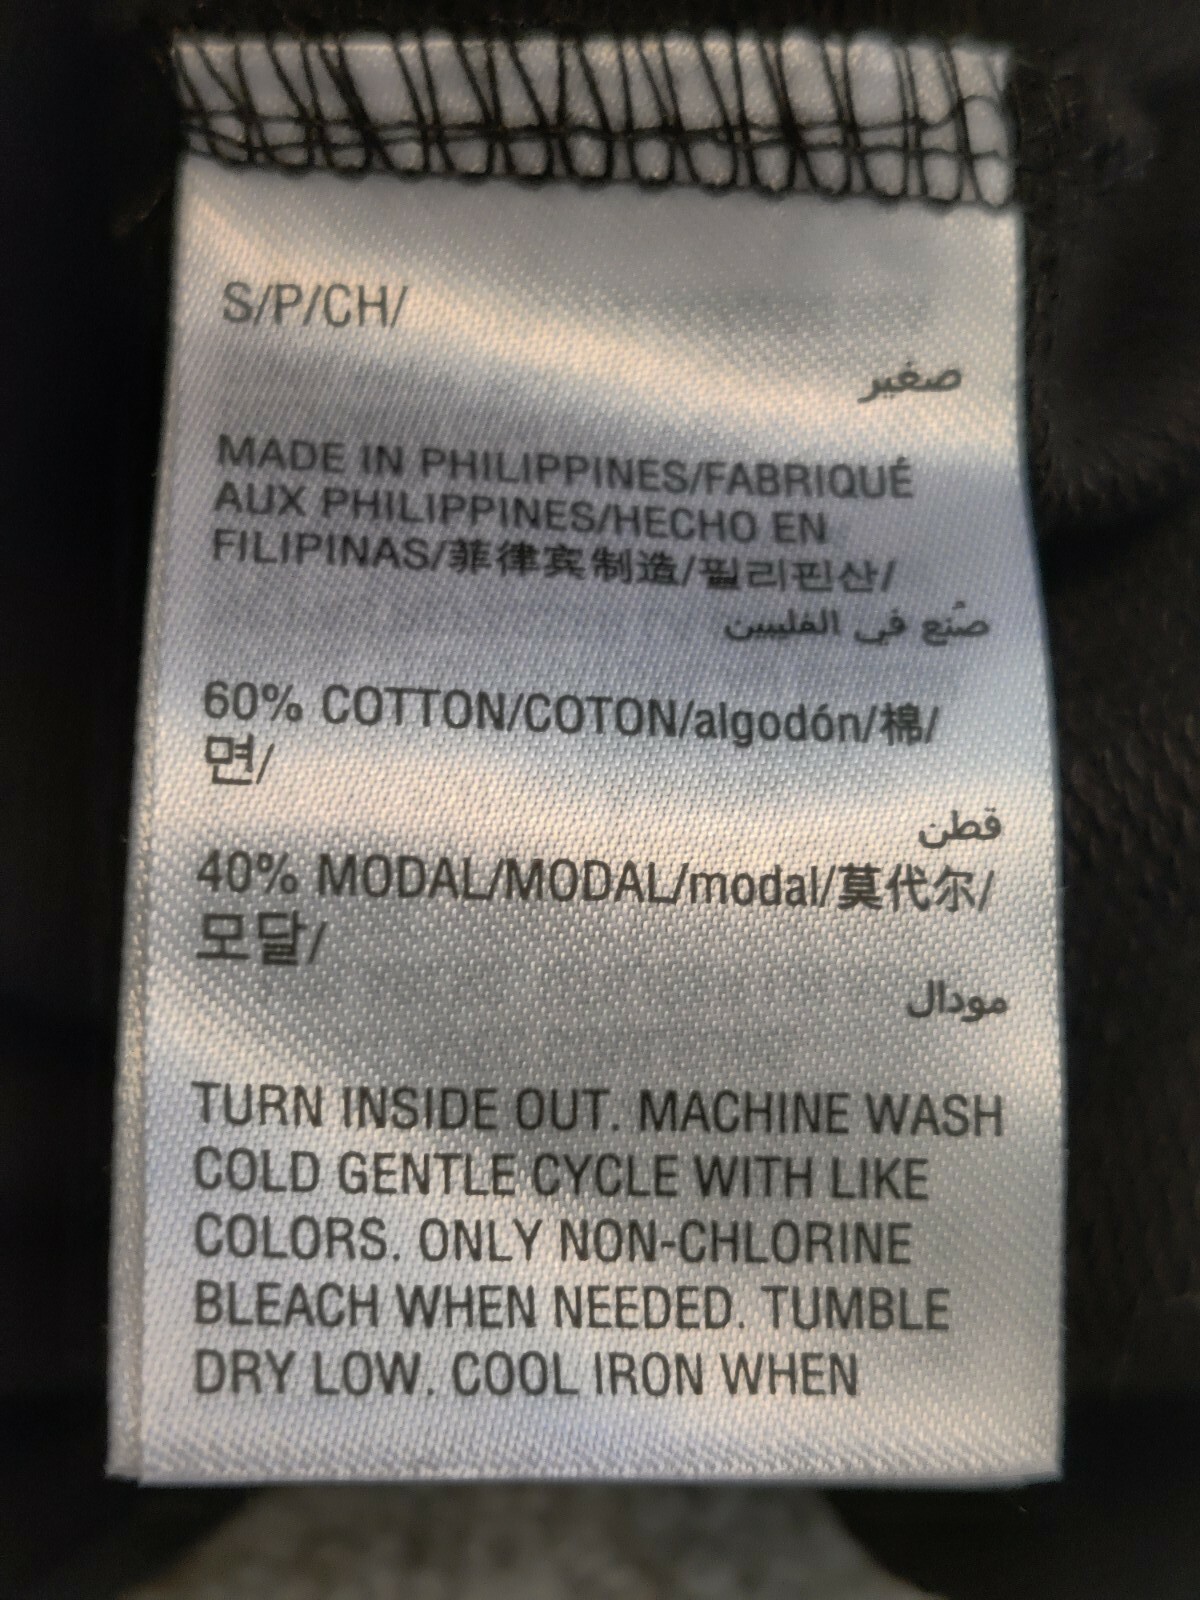 S/P/CH/
صغير
MADE IN PHILIPPINES/FABRIQUÉ
AUX PHILIPPINES/HECHO EN
FILIPINAS/菲律宾制造/필리핀산/
صُنع في الفلبين
60% COTTON/COTON/algodón/棉/
면/
قطن
40% MODAL/MODAL/modal/莫代尔/
모달/
مودال
TURN INSIDE OUT. MACHINE WASH
COLD GENTLE CYCLE WITH LIKE
COLORS. ONLY NON-CHLORINE
BLEACH WHEN NEEDED. TUMBLE
DRY LOW. COOL IRON WHEN